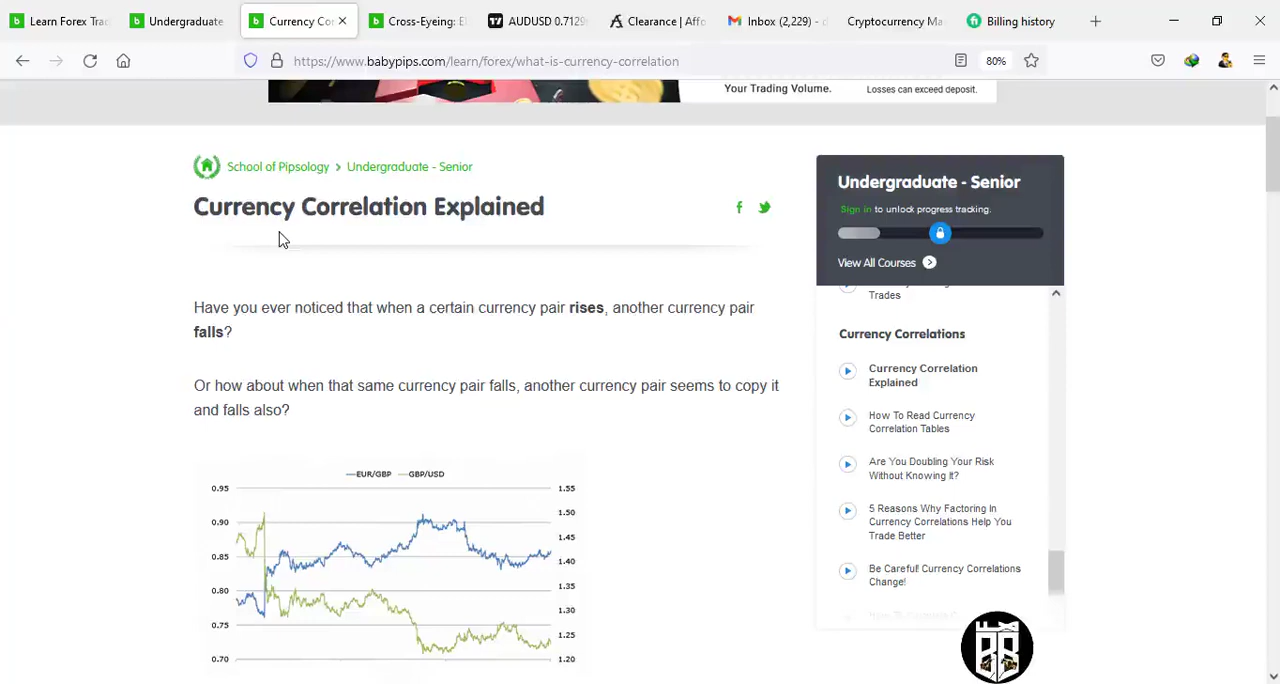 Learn Forex Tra
Undergraduate
Currency Co
Cross-Eyeing: E
AUDUSD 0.7129
Clearance | Affo
Inbox (2,229) - d
Cryptocurrency Ma
Billing history
https://www.babypips.com/learn/forex/what-is-currency-correlation
80%
Your Trading Volume.
Losses can exceed deposit.
School of Pipsology > Undergraduate - Senior
Currency Correlation Explained
Have you ever noticed that when a certain currency pair rises, another currency pair
falls?
Or how about when that same currency pair falls, another currency pair seems to copy it
and falls also?
EUR/GBP GBP/USD
0.95 1.55
0.90 1.50
1.45
0.85 1.40
1.35
0.80 1.30
0.75 1.25
0.70 1.20
Undergraduate - Senior
Sign in to unlock progress tracking.
View All Courses
Trades
Currency Correlations
Currency Correlation
Explained
How To Read Currency
Correlation Tables
Are You Doubling Your Risk
Without Knowing It?
5 Reasons Why Factoring In
Currency Correlations Help You
Trade Better
Be Careful! Currency Correlations
Change!
BB